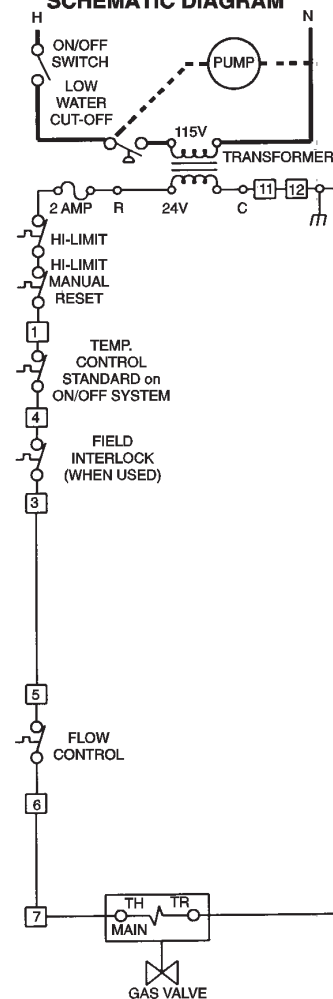 SCHEMATIC DIAGRAM
H
N
ON/OFF
SWITCH
PUMP
LOW
WATER
CUT-OFF
115V
TRANSFORMER
2 AMP
R
24V
C
11
12
HI-LIMIT
HI-LIMIT
MANUAL
RESET
1
TEMP.
CONTROL
STANDARD on
ON/OFF SYSTEM
4
FIELD
INTERLOCK
(WHEN USED)
3
5
FLOW
CONTROL
6
7
TH
TR
MAIN
GAS VALVE